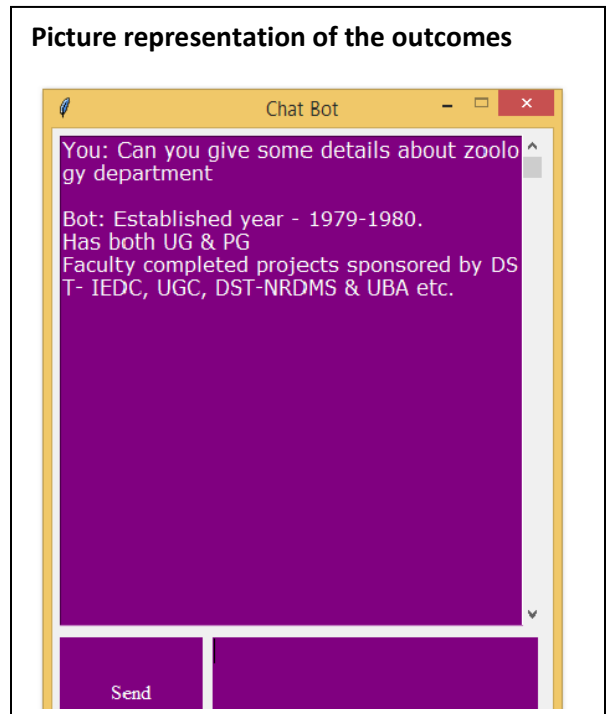 Picture representation of the outcomes
Chat Bot
You: Can you give some details about zoolo
gy department
Bot: Established year - 1979-1980.
Has both UG & PG
Faculty completed projects sponsored by DS
T- IEDC, UGC, DST-NRDMS & UBA etc.
Send